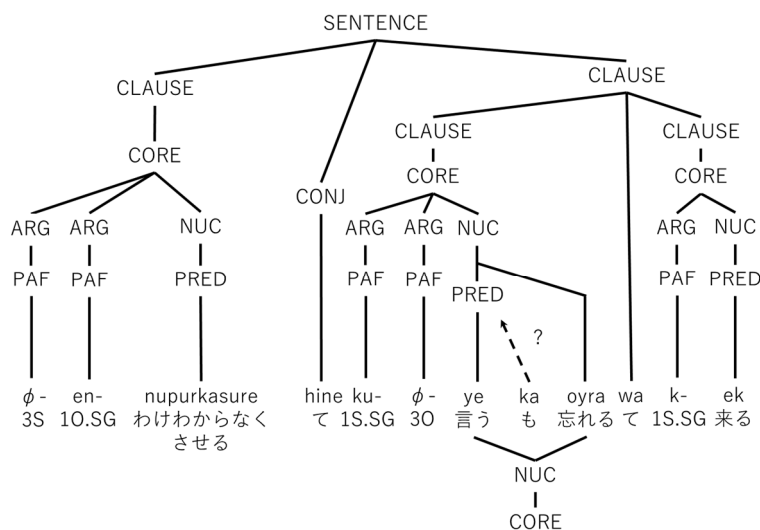 SENTENCE
CLAUSE CLAUSE
CLAUSE CLAUSE
CORE CORE CORE
CONJ
ARG ARG NUC ARG ARG NUC ARG NUC
PAF PAF PRED PAF PAF PRED PAF PRED
?
ϕ- en- nupurkasure hine ku- ϕ- ye ka oyra wa k- ek
3S 1O.SG わけわからなく て 1S.SG 3O 言う も 忘れる て 1S.SG 来る
させる
NUC
CORE